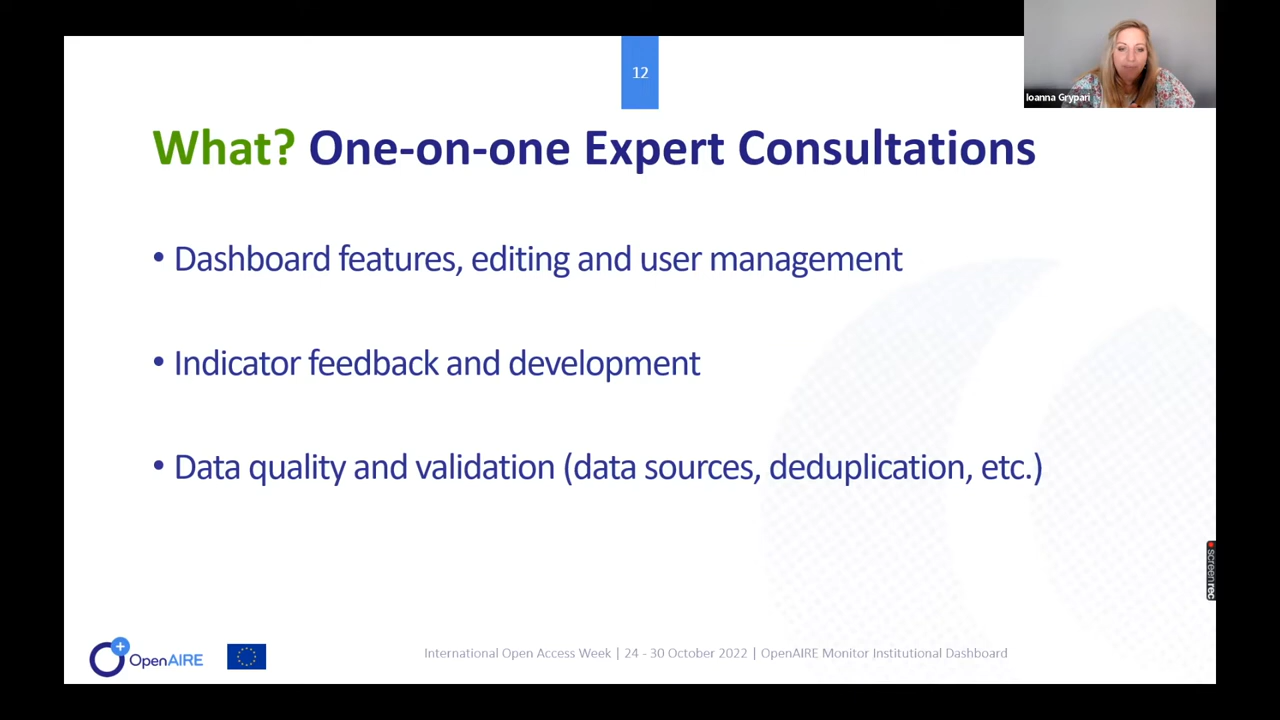 12
Ioanna Grypari
What? One-on-one Expert Consultations
• Dashboard features, editing and user management
• Indicator feedback and development
• Data quality and validation (data sources, deduplication, etc.)
screenrec
OpenAIRE
International Open Access Week | 24 - 30 October 2022 | OpenAIRE Monitor Institutional Dashboard